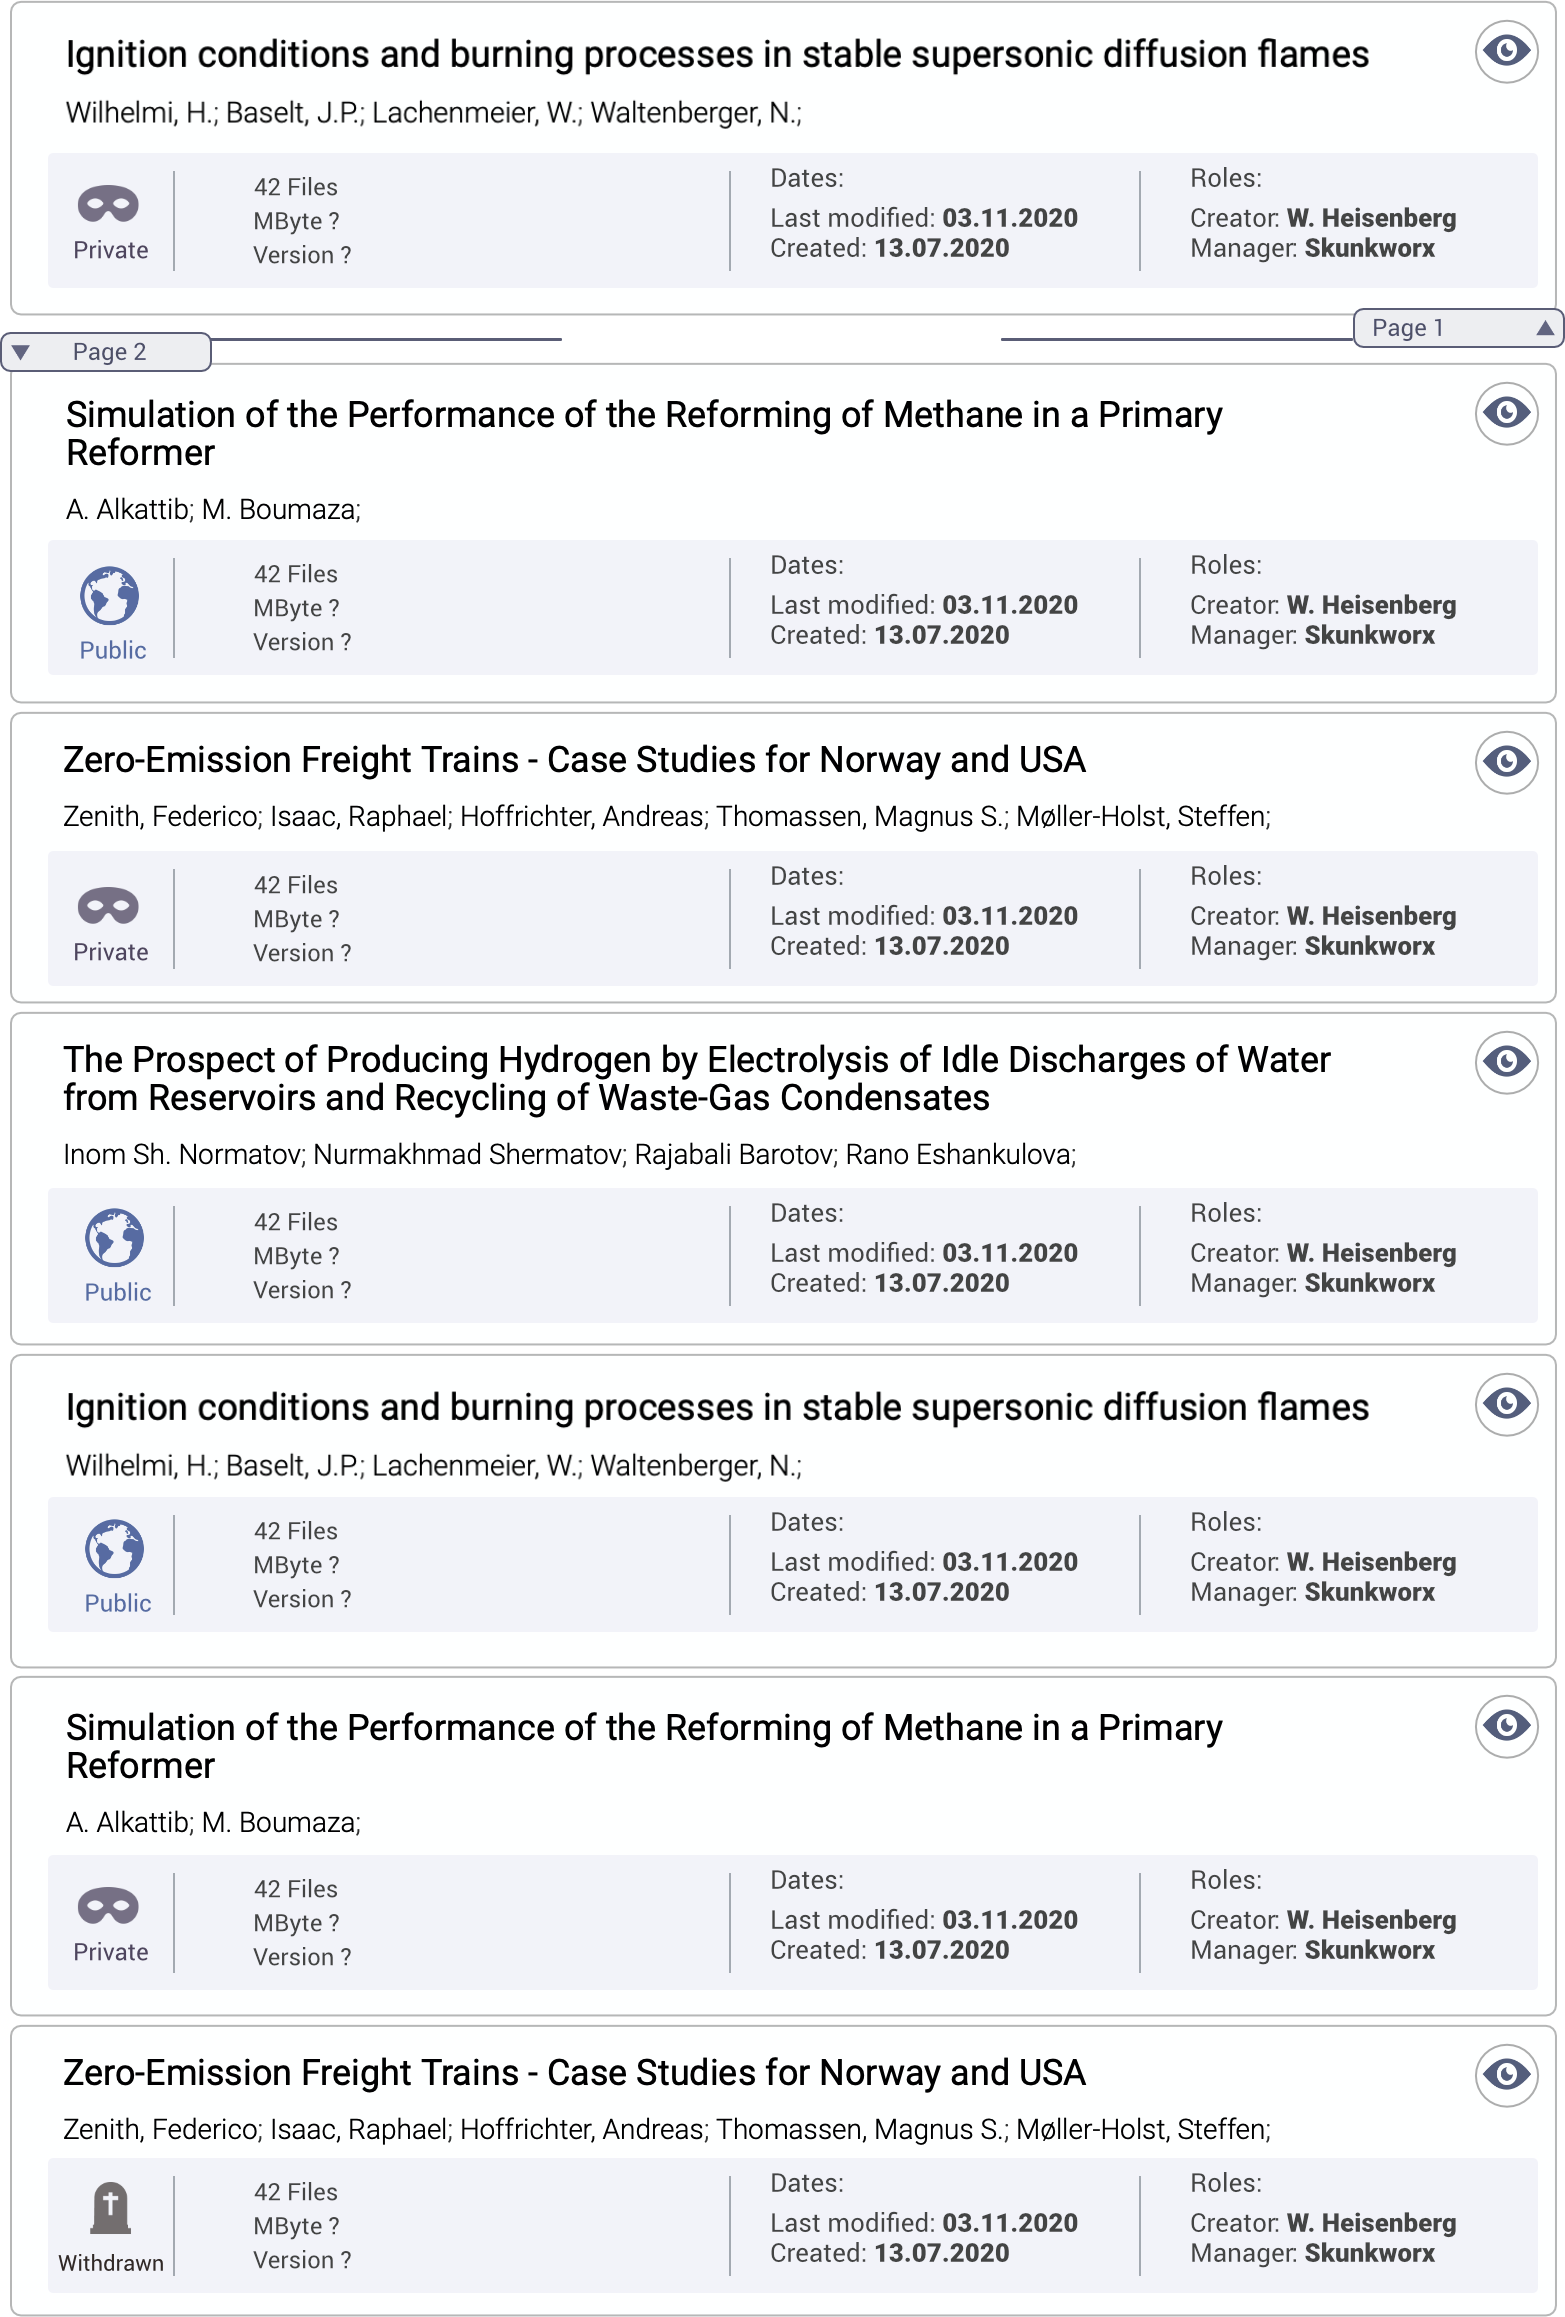 Ignition conditions and burning processes in stable supersonic diffusion flames
Wilhelmi, H.; Baselt, J.P.; Lachenmeier, W.; Waltenberger, N.;
Private
42 Files
MByte ?
Version ?
Dates:
Last modified: 03.11.2020
Created: 13.07.2020
Roles:
Creator: W. Heisenberg
Manager: Skunkworx
Page 1
Page 2
Simulation of the Performance of the Reforming of Methane in a Primary
Reformer
A. Alkattib; M. Boumaza;
Public
42 Files
MByte ?
Version ?
Dates:
Last modified: 03.11.2020
Created: 13.07.2020
Roles:
Creator: W. Heisenberg
Manager: Skunkworx
Zero-Emission Freight Trains - Case Studies for Norway and USA
Zenith, Federico; Isaac, Raphael; Hoffrichter, Andreas; Thomassen, Magnus S.; Møller-Holst, Steffen;
Private
42 Files
MByte ?
Version ?
Dates:
Last modified: 03.11.2020
Created: 13.07.2020
Roles:
Creator: W. Heisenberg
Manager: Skunkworx
The Prospect of Producing Hydrogen by Electrolysis of Idle Discharges of Water
from Reservoirs and Recycling of Waste-Gas Condensates
Inom Sh. Normatov; Nurmakhmad Shermatov; Rajabali Barotov; Rano Eshankulova;
Public
42 Files
MByte ?
Version ?
Dates:
Last modified: 03.11.2020
Created: 13.07.2020
Roles:
Creator: W. Heisenberg
Manager: Skunkworx
Ignition conditions and burning processes in stable supersonic diffusion flames
Wilhelmi, H.; Baselt, J.P.; Lachenmeier, W.; Waltenberger, N.;
Public
42 Files
MByte ?
Version ?
Dates:
Last modified: 03.11.2020
Created: 13.07.2020
Roles:
Creator: W. Heisenberg
Manager: Skunkworx
Simulation of the Performance of the Reforming of Methane in a Primary
Reformer
A. Alkattib; M. Boumaza;
Private
42 Files
MByte ?
Version ?
Dates:
Last modified: 03.11.2020
Created: 13.07.2020
Roles:
Creator: W. Heisenberg
Manager: Skunkworx
Zero-Emission Freight Trains - Case Studies for Norway and USA
Zenith, Federico; Isaac, Raphael; Hoffrichter, Andreas; Thomassen, Magnus S.; Møller-Holst, Steffen;
Withdrawn
42 Files
MByte ?
Version ?
Dates:
Last modified: 03.11.2020
Created: 13.07.2020
Roles:
Creator: W. Heisenberg
Manager: Skunkworx